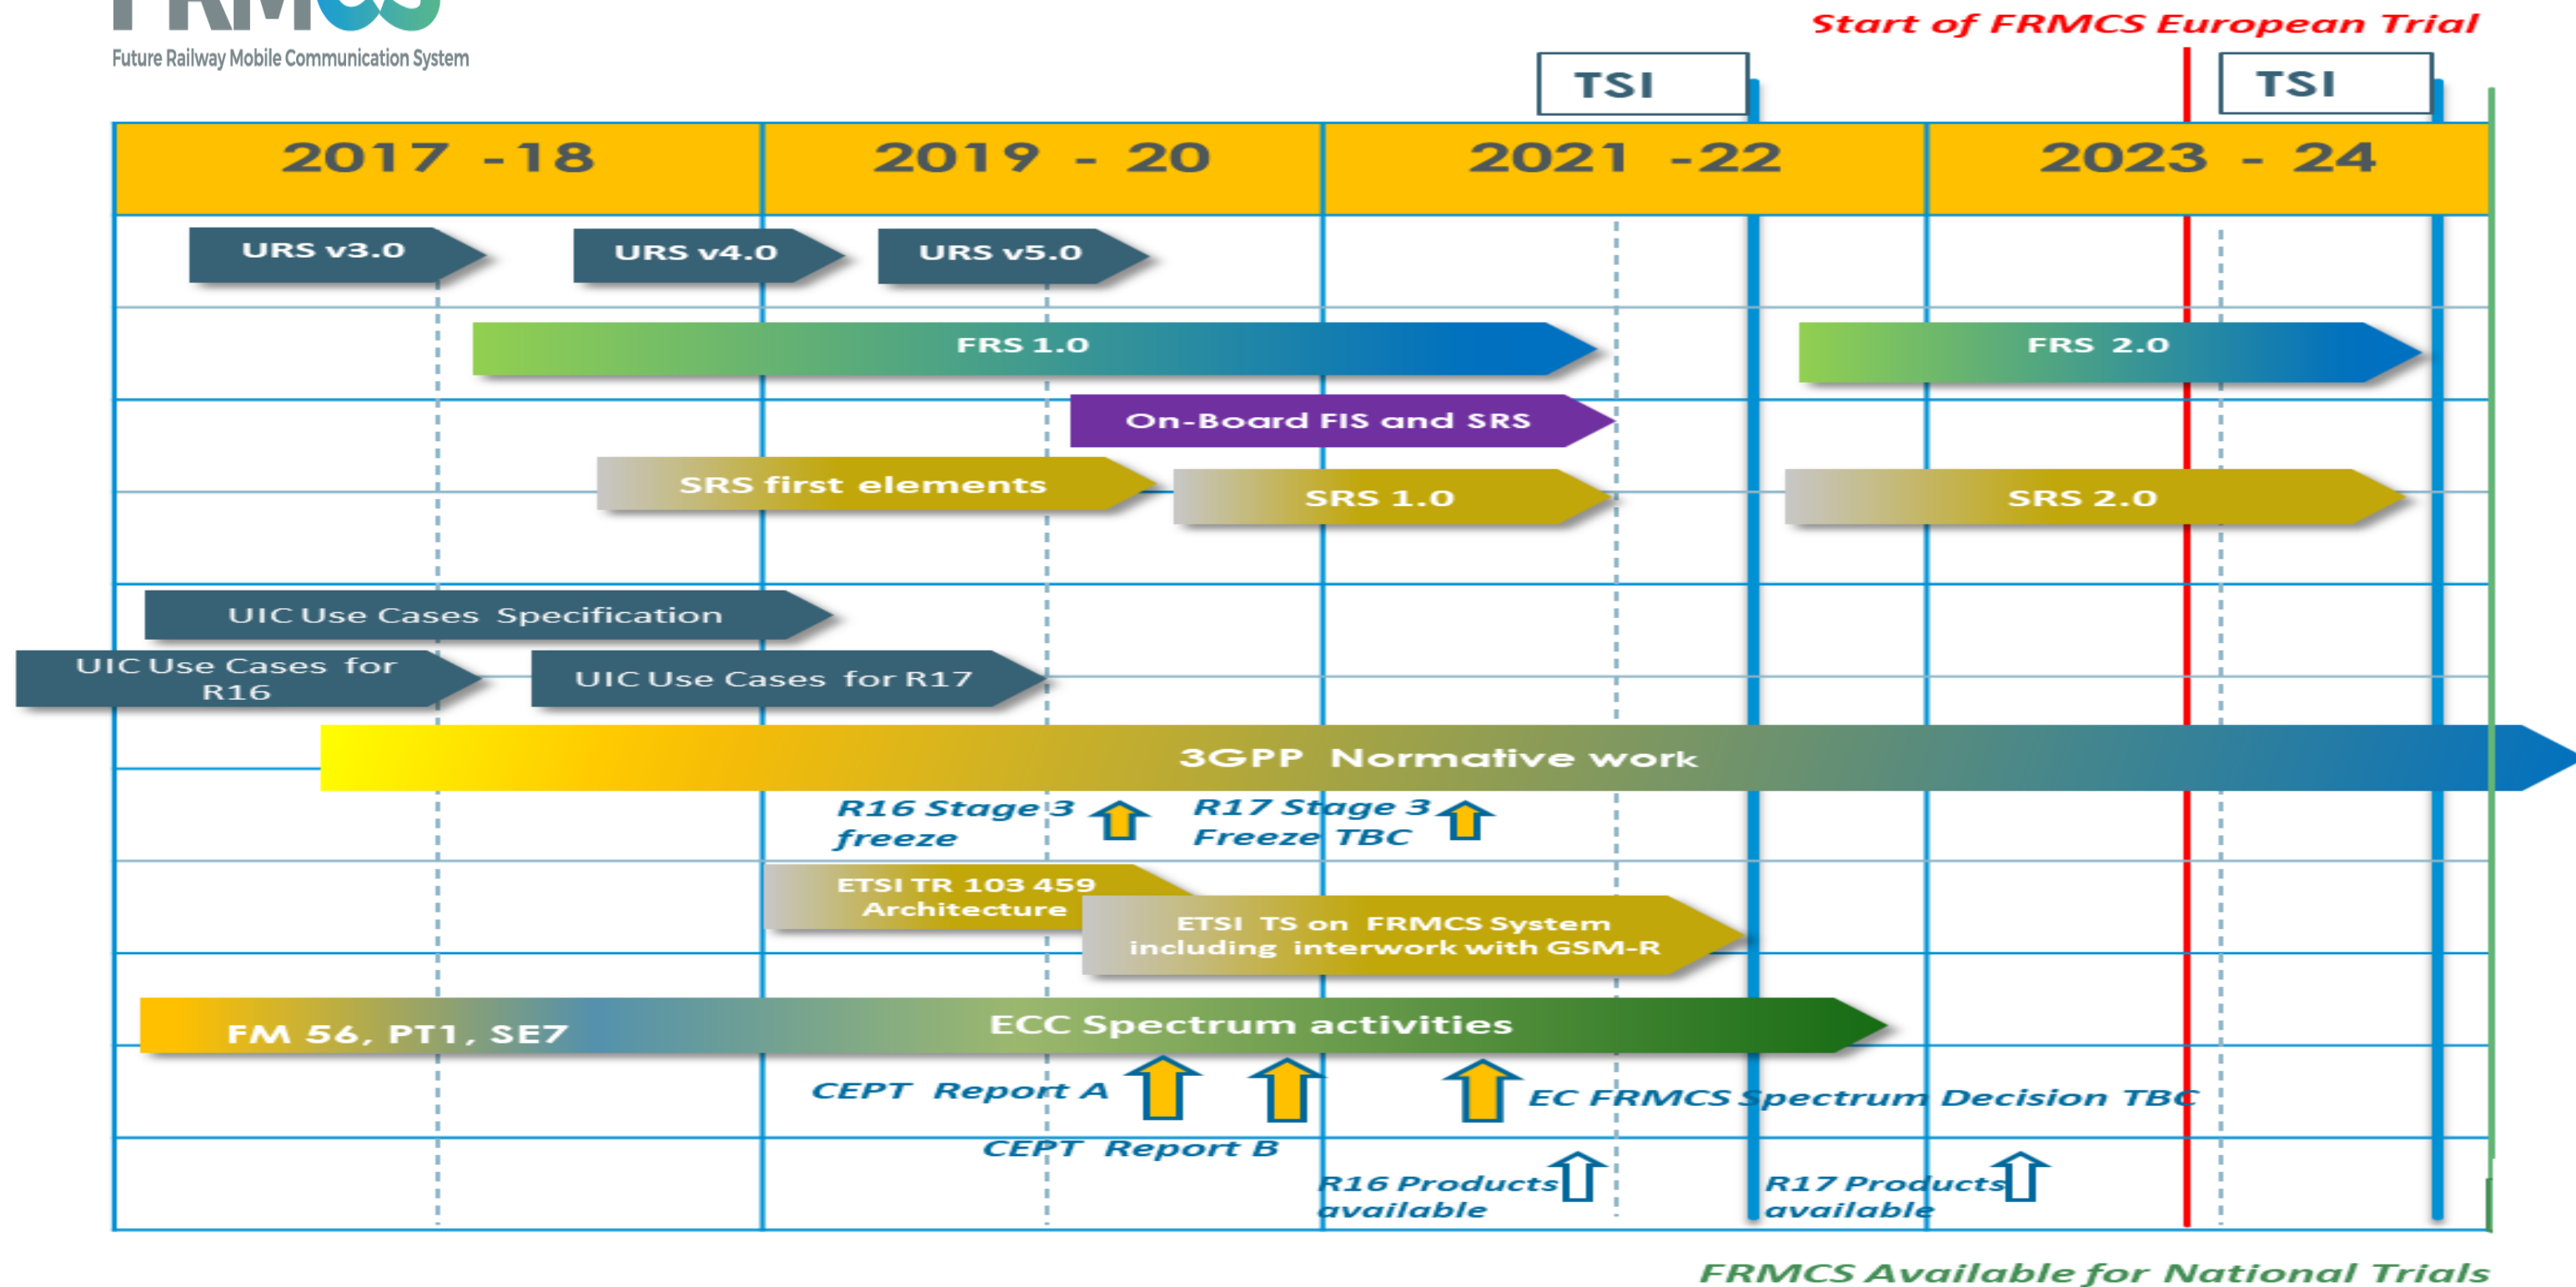 FRMCS
Future Railway Mobile Communication System
Start of FRMCS European Trial
TSI
TSI
2017 -18
2019 - 20
2021 -22
2023 - 24
URS v3.0
URS v4.0
URS v5.0
FRS 1.0
FRS 2.0
On-Board FIS and SRS
SRS first elements
SRS 1.0
SRS 2.0
UIC Use Cases Specification
UIC Use Cases for
R16
UIC Use Cases for R17
3GPP Normative work
R16 Stage 3
freeze
R17 Stage 3
Freeze TBC
ETSI TR 103 459
Architecture
ETSI TS on FRMCS System
including interwork with GSM-R
FM 56, PT1, SE7
ECC Spectrum activities
CEPT Report A
EC FRMCS Spectrum Decision TBC
CEPT Report B
R16 Products
available
R17 Products
available
FRMCS Available for National Trials